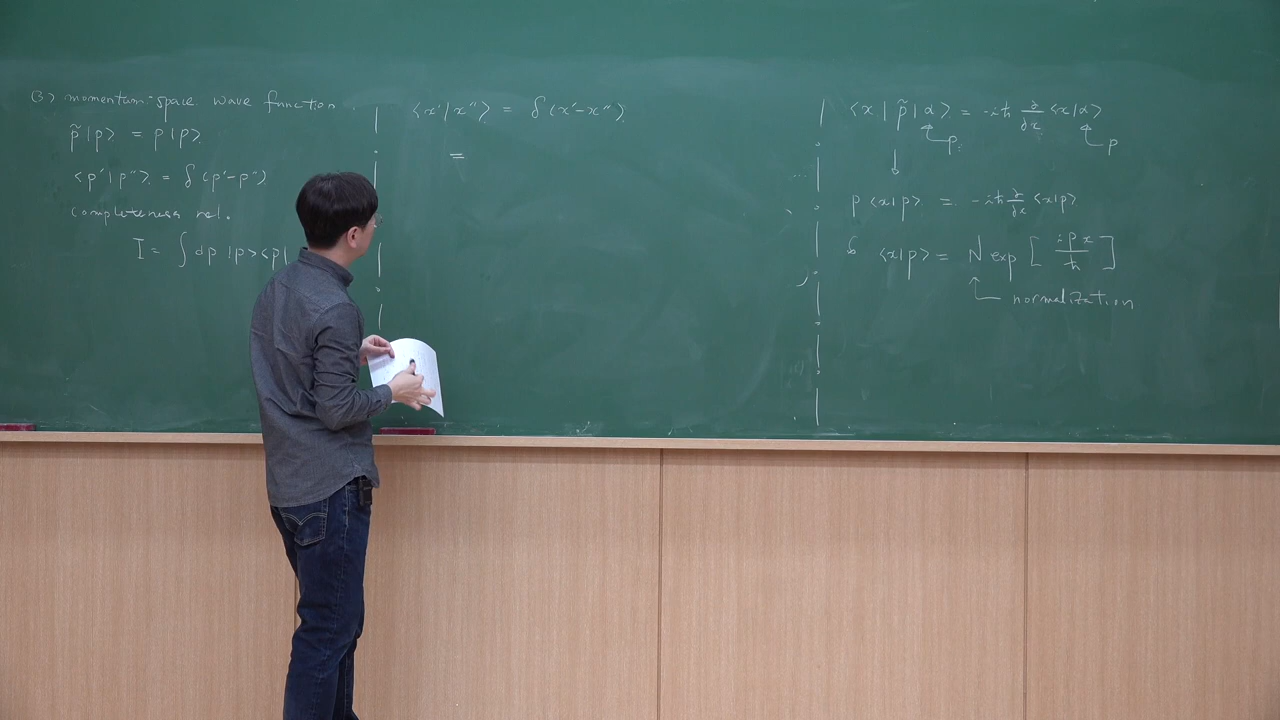 (3) momentum-space wave function.
p̃|p⟩ = p|p⟩.
⟨p'|p''⟩ = δ(p'-p'')
completeness rel.
I = ∫dp |p⟩⟨p|
⟨x'|x''⟩ = δ(x'-x'')
=
⟨x|p̃|α⟩ = -iħ ∂/∂x ⟨x|α⟩
p. p
↓
p⟨x|p⟩ = -iħ ∂/∂x ⟨x|p⟩
⟨x|p⟩ = N exp [ipx/ħ]
normalization